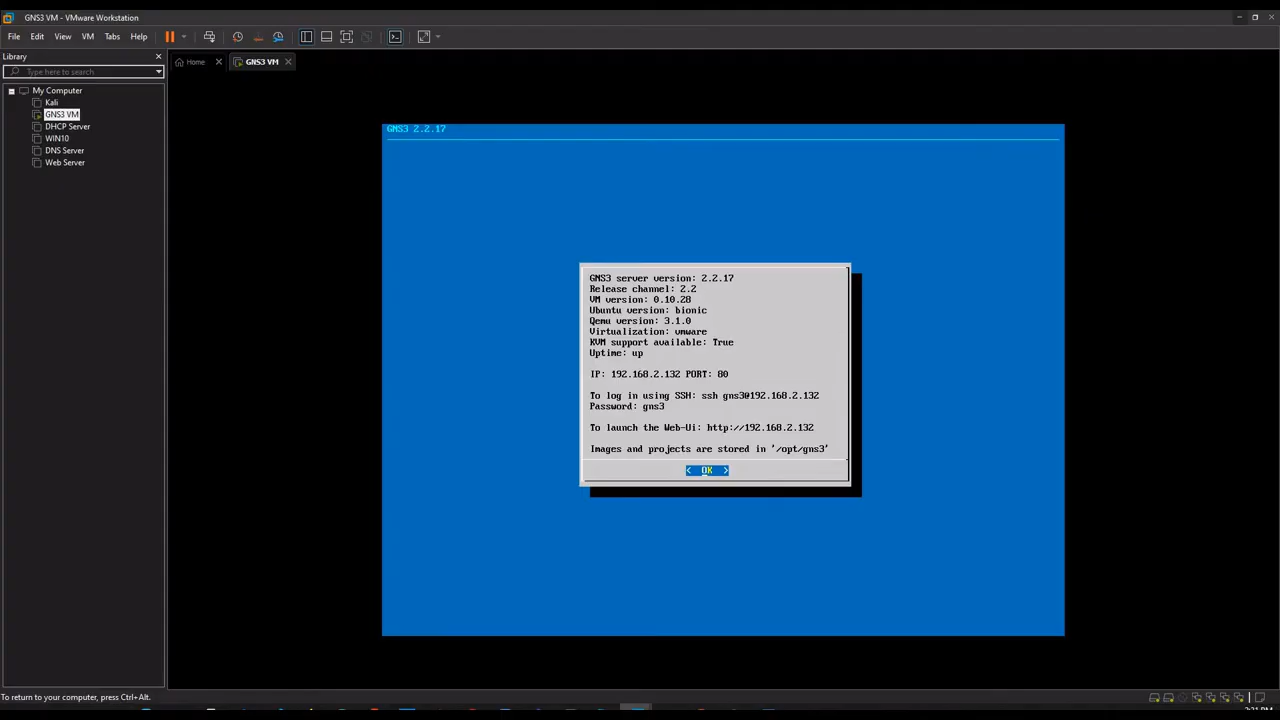 GNS3 VM - VMware Workstation
File Edit View VM Tabs Help
Library
Type here to search
Home
GNS3 VM
My Computer
Kali
GNS3 VM
DHCP Server
WIN10
DNS Server
Web Server
GNS3 2.2.17
GNS3 server version: 2.2.17
Release channel: 2.2
VM version: 0.10.28
Ubuntu version: bionic
Qemu version: 3.1.0
Virtualization: vmware
KVM support available: True
Uptime: up
IP: 192.168.2.132 PORT: 80
To log in using SSH: ssh gns3@192.168.2.132
Password: gns3
To launch the Web-Ui: http://192.168.2.132
Images and projects are stored in '/opt/gns3'
< OK >
To return to your computer, press Ctrl+Alt.